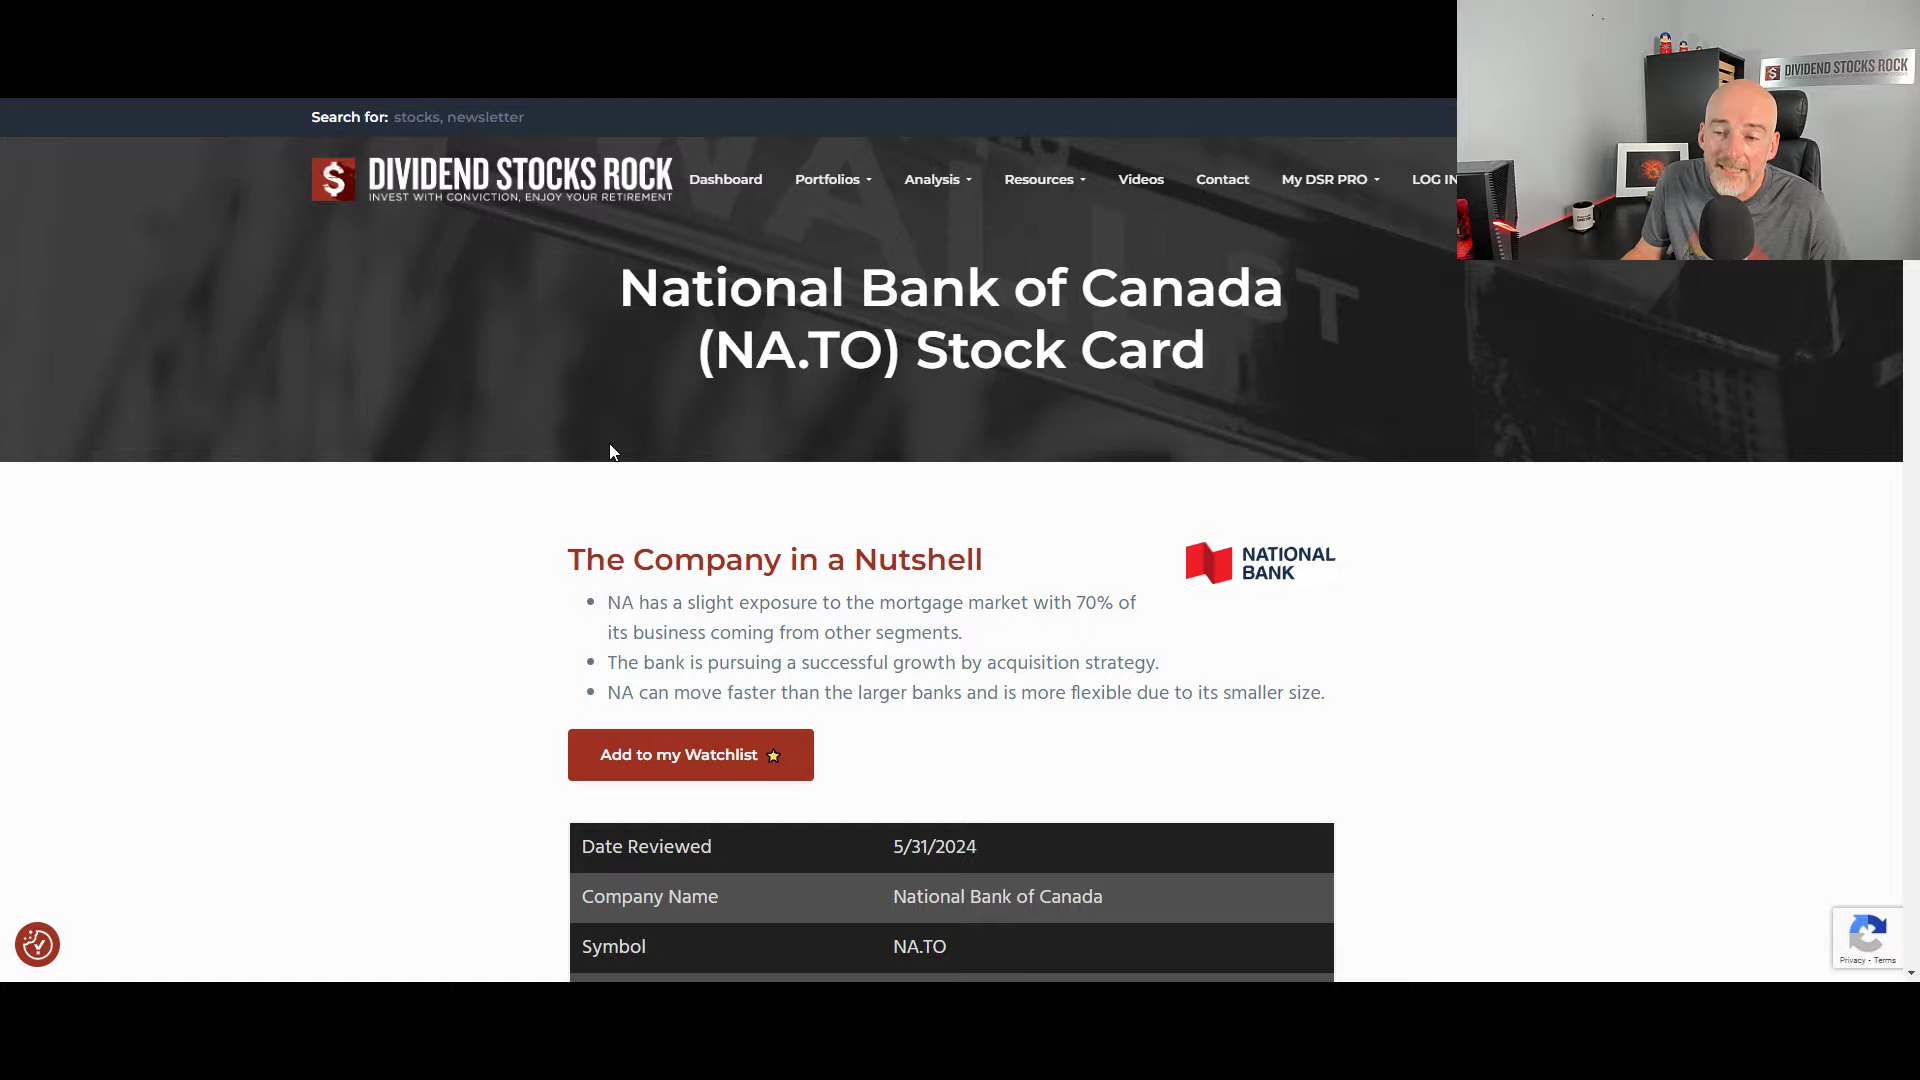 Search for: stocks, newsletter
DIVIDEND STOCKS ROCK
INVEST WITH CONVICTION, ENJOY YOUR RETIREMENT
Dashboard Portfolios Analysis Resources Videos Contact My DSR PRO LOG IN
DIVIDEND STOCKS ROCK
National Bank of Canada
(NA.TO) Stock Card
The Company in a Nutshell
NATIONAL
BANK
NA has a slight exposure to the mortgage market with 70% of
its business coming from other segments.
The bank is pursuing a successful growth by acquisition strategy.
NA can move faster than the larger banks and is more flexible due to its smaller size.
Add to my Watchlist
Date Reviewed 5/31/2024
Company Name National Bank of Canada
Symbol NA.TO
Privacy - Terms